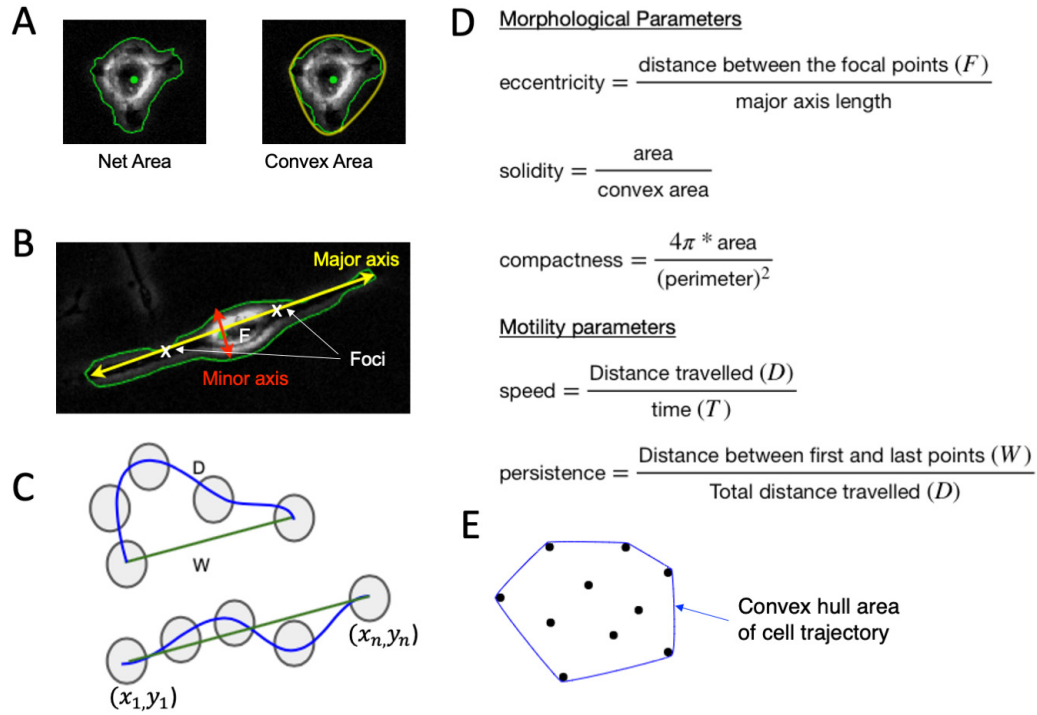 A
Net Area
Convex Area
B
Major axis
F
Foci
Minor axis
C
D
W
(x₁,y₁)
(xₙ,yₙ)
D
Morphological Parameters
eccentricity = distance between the focal points (F) / major axis length
solidity = area / convex area
compactness = 4π * area / (perimeter)²
Motility parameters
speed = Distance travelled (D) / time (T)
persistence = Distance between first and last points (W) / Total distance travelled (D)
E
Convex hull area
of cell trajectory